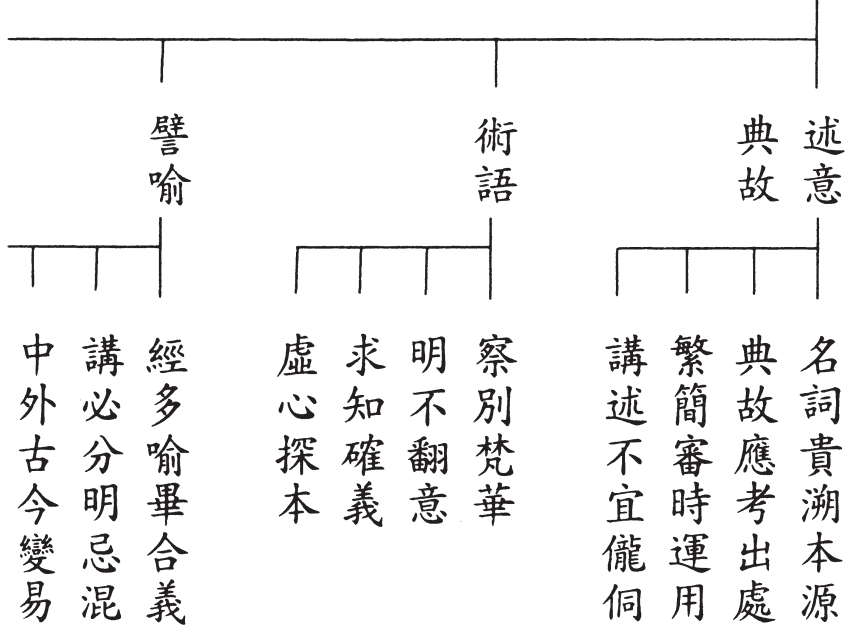 述意
典故
名詞貴溯本源
典故應考出處
繁簡審時運用
講述不宜儱侗
術語
察別梵華
明不翻意
求知確義
虛心探本
譬喻
經多喻畢合義
講必分明忌混
中外古今變易